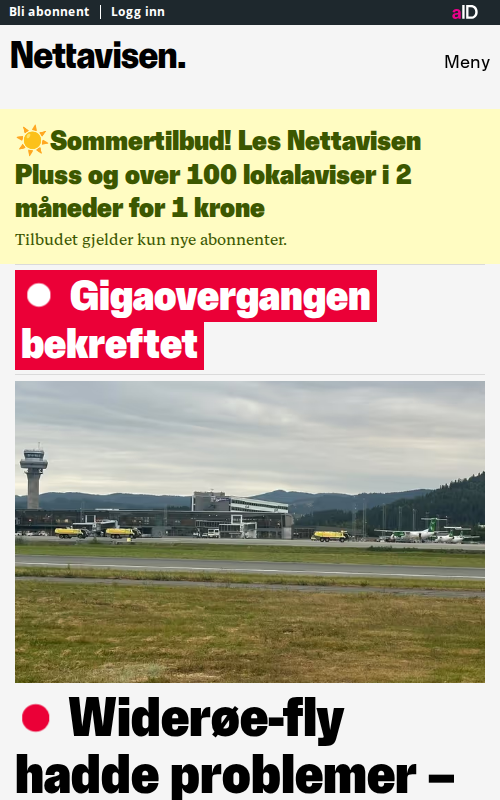 Bli abonnent
Logg inn
aID
Nettavisen.
Meny
☀️Sommertilbud! Les Nettavisen
Pluss og over 100 lokalaviser i 2
måneder for 1 krone
Tilbudet gjelder kun nye abonnenter.
Gigaovergangen
bekreftet
Widerøe-fly
hadde problemer –